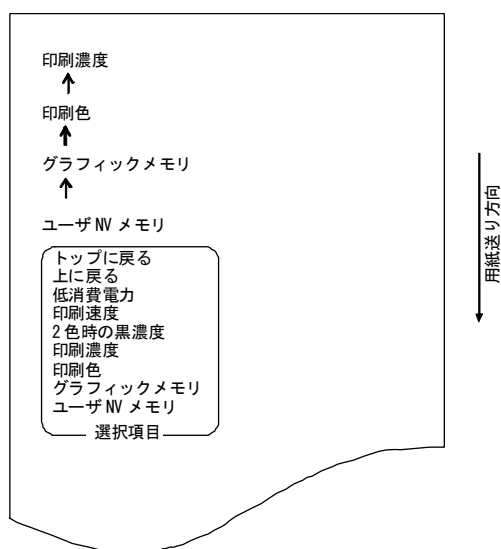 印刷濃度
印刷色
グラフィックメモリ
ユーザ NV メモリ
トップに戻る
上に戻る
低消費電力
印刷速度
2 色時の黒濃度
印刷濃度
印刷色
グラフィックメモリ
ユーザ NV メモリ
選択項目
用紙送り方向